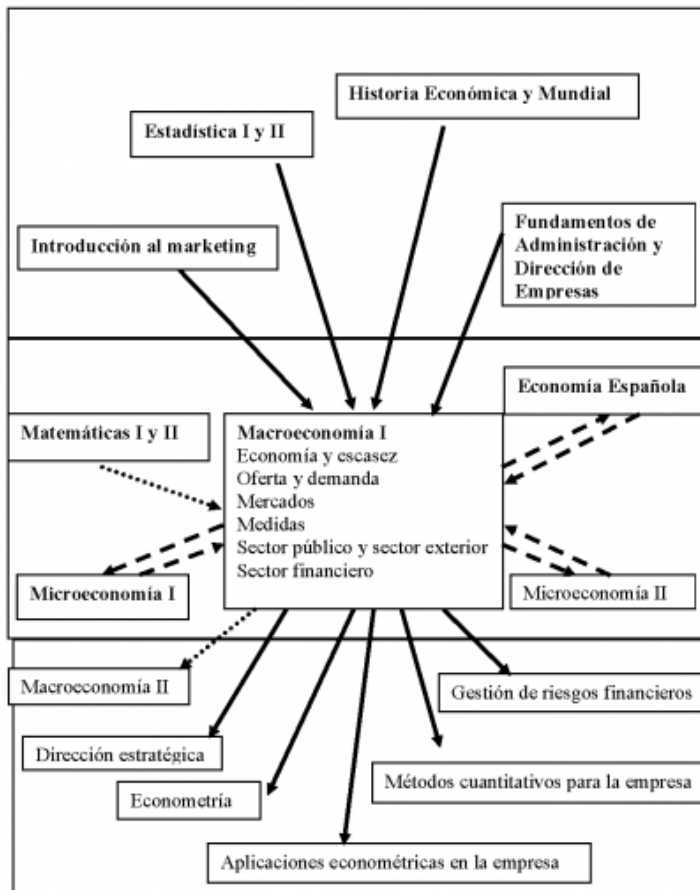 Historia Económica y Mundial
Estadística I y II
Fundamentos de
Administración y
Dirección de
Empresas
Introducción al marketing
Economía Española
Matemáticas I y II
Macroeconomía I
Economía y escasez
Oferta y demanda
Mercados
Medidas
Sector público y sector exterior
Sector financiero
Microeconomía I
Microeconomía II
Macroeconomía II
Gestión de riesgos financieros
Dirección estratégica
Métodos cuantitativos para la empresa
Econometría
Aplicaciones econométricas en la empresa